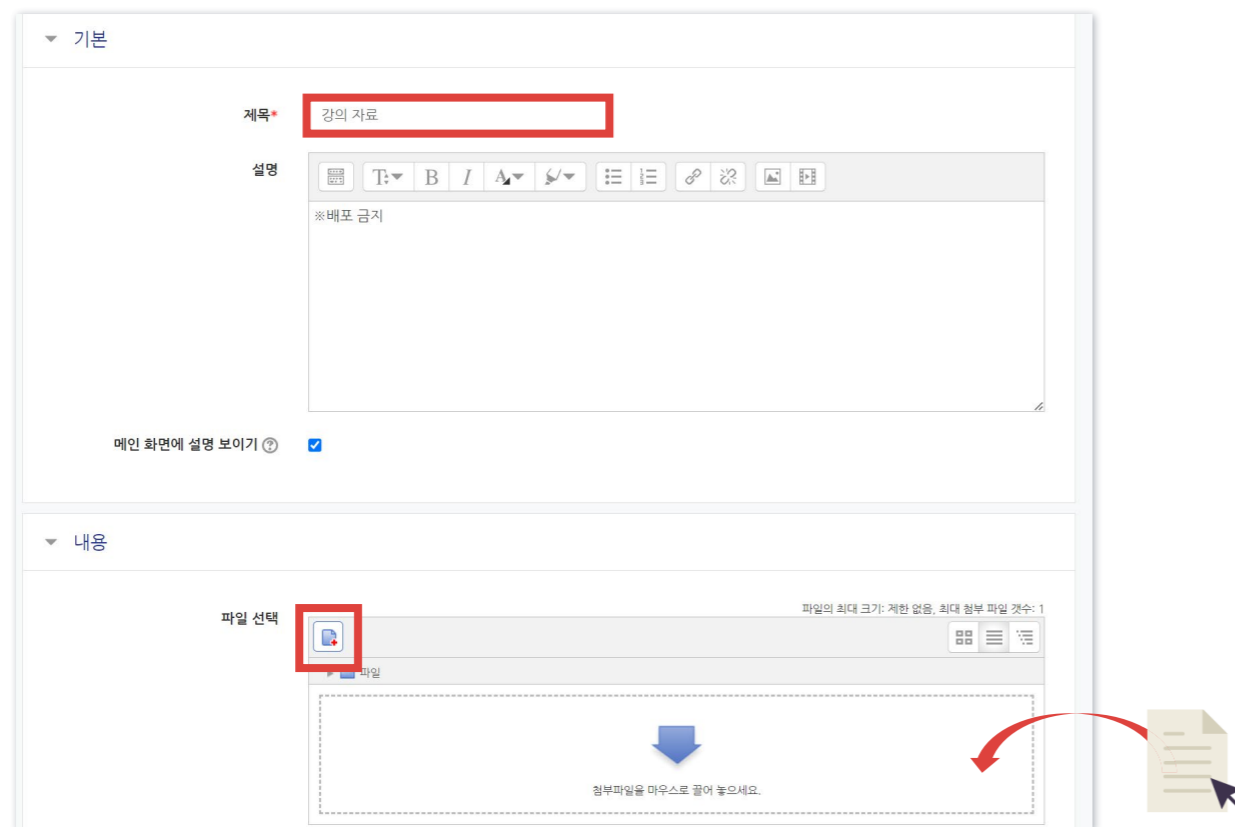 기본
제목*
강의 자료
설명
※배포 금지
메인 화면에 설명 보이기
내용
파일의 최대 크기: 제한 없음, 최대 첨부 파일 갯수: 1
파일 선택
파일
첨부파일을 마우스로 끌어 놓으세요.